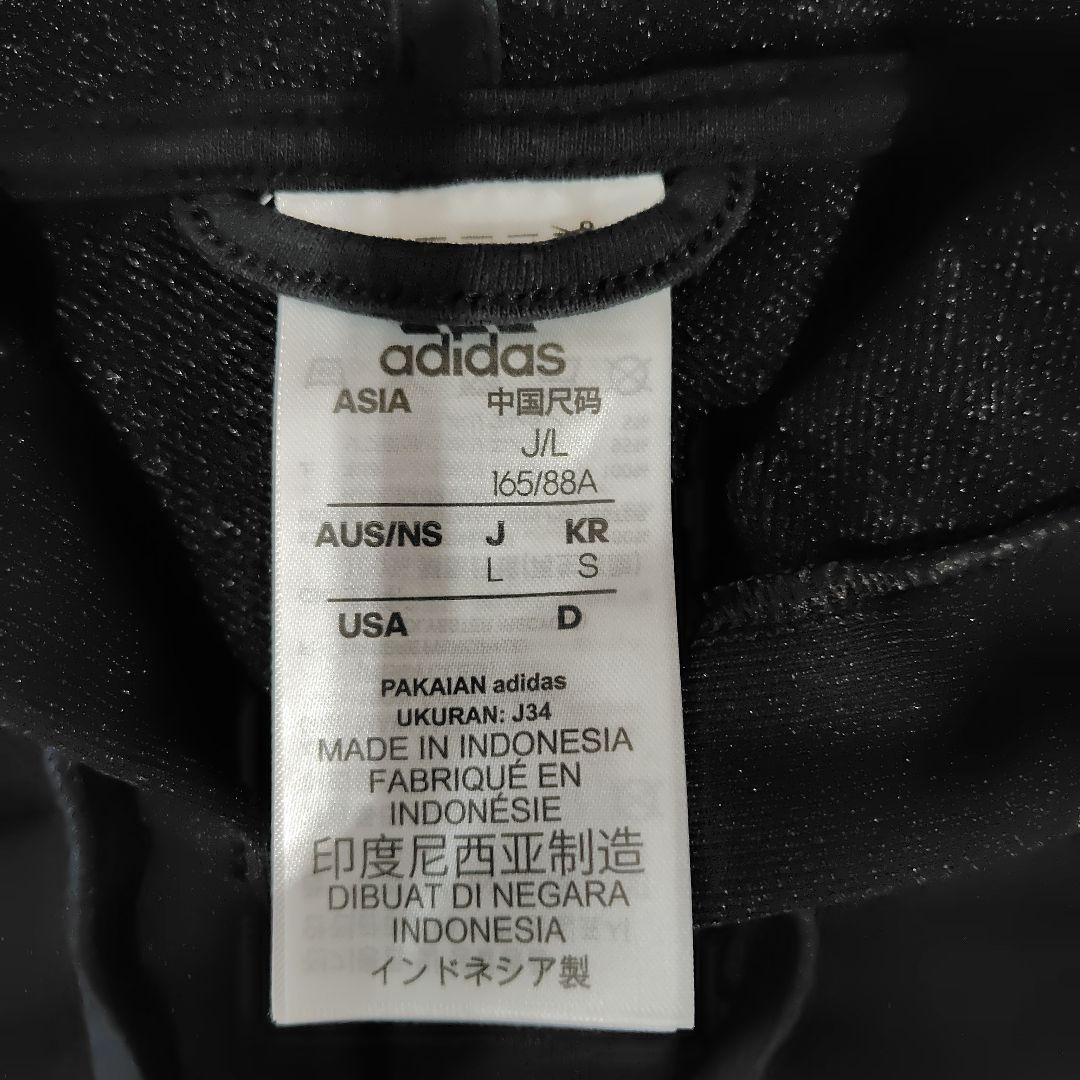 adidas
ASIA 中国尺码
J/L
165/88A
AUS/NS J KR
L S
USA D
PAKAIAN adidas
UKURAN: J34
MADE IN INDONESIA
FABRIQUÉ EN
INDONÉSIE
印度尼西亚制造
DIBUAT DI NEGARA
INDONESIA
インドネシア製